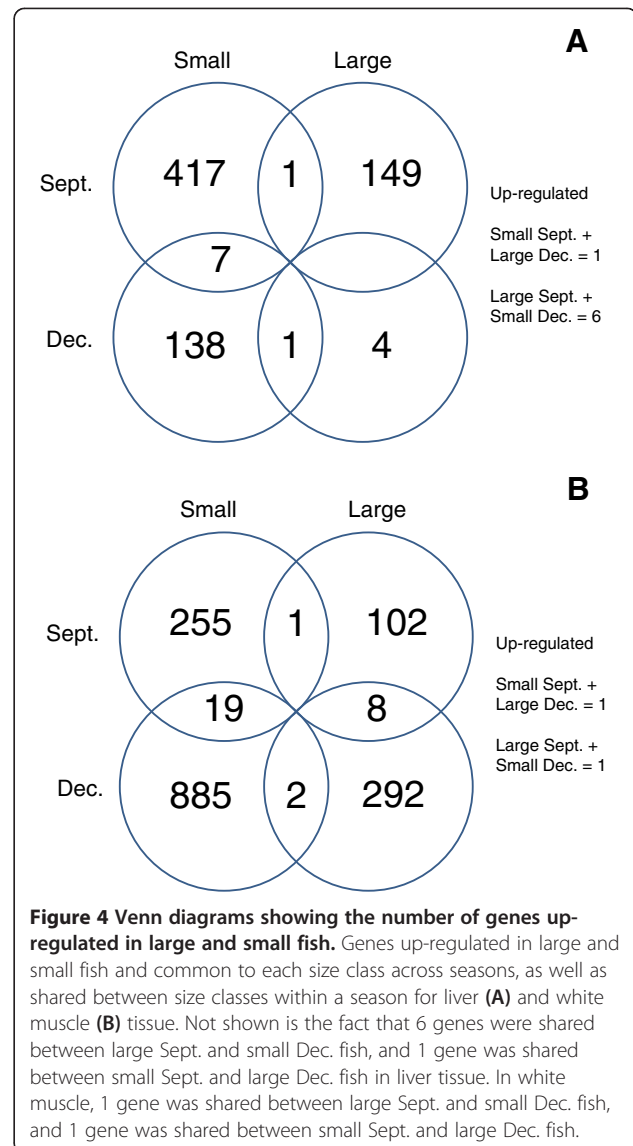 A
Small Large
Sept. 417 1 149
7
Dec. 138 1 4
Up-regulated
Small Sept. +
Large Dec. = 1
Large Sept. +
Small Dec. = 6
B
Small Large
Sept. 255 1 102
19 8
Dec. 885 2 292
Up-regulated
Small Sept. +
Large Dec. = 1
Large Sept. +
Small Dec. = 1
Figure 4 Venn diagrams showing the number of genes up-
regulated in large and small fish. Genes up-regulated in large and
small fish and common to each size class across seasons, as well as
shared between size classes within a season for liver (A) and white
muscle (B) tissue. Not shown is the fact that 6 genes were shared
between large Sept. and small Dec. fish, and 1 gene was shared
between small Sept. and large Dec. fish in liver tissue. In white
muscle, 1 gene was shared between large Sept. and small Dec. fish,
and 1 gene was shared between small Sept. and large Dec. fish.